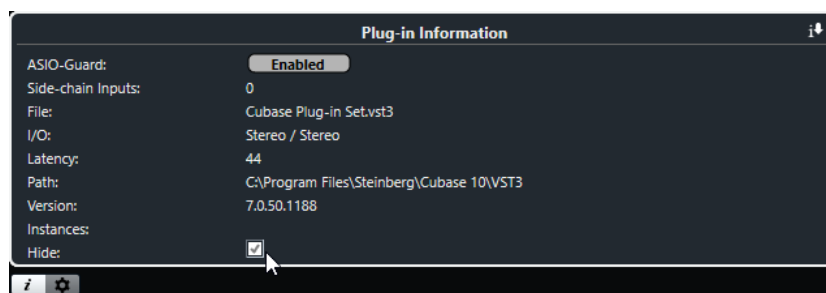 Plug-in Information
ASIO-Guard: Enabled
Side-chain Inputs: 0
File: Cubase Plug-in Set.vst3
I/O: Stereo / Stereo
Latency: 44
Path: C:\Program Files\Steinberg\Cubase 10\VST3
Version: 7.0.50.1188
Instances:
Hide: